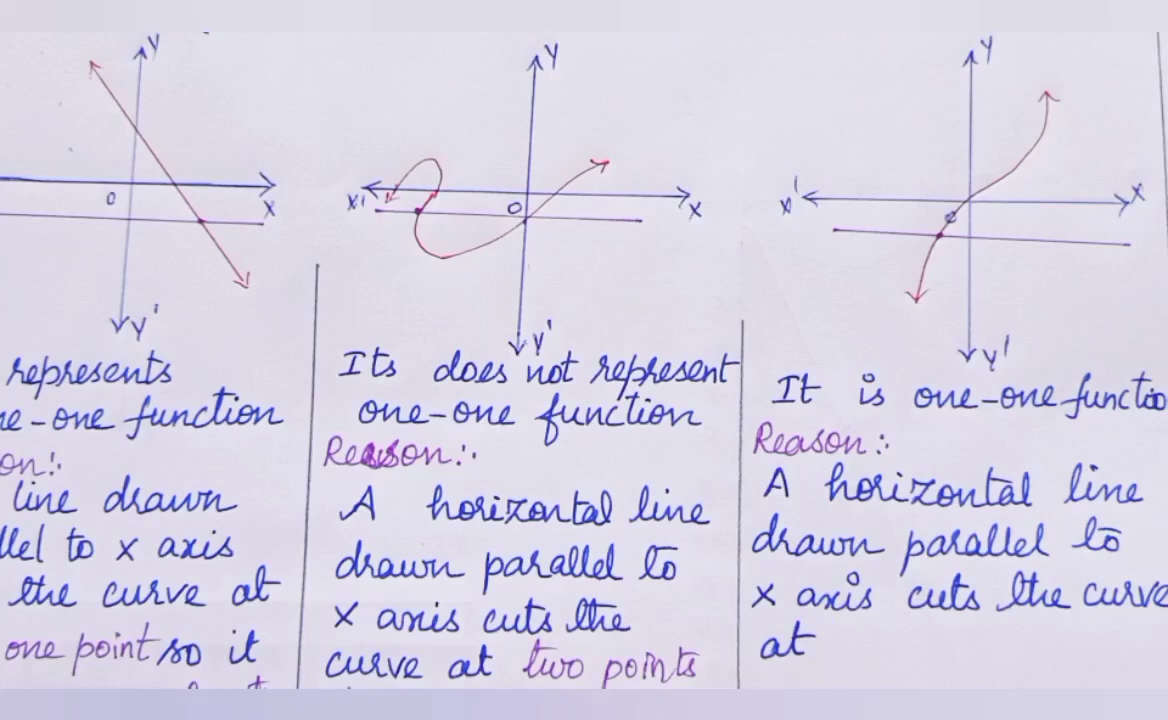 Y
X
O
Y'
represents
ne-one function
on:
line drawn
llel to x axis
the curve at
one point so it
Y
X'
O
X
Y'
Its does not represent
one-one function
Reason:
A horizontal line
drawn parallel to
x axis cuts the
curve at two points
Y
X'
X
O
Y'
It is one-one functio
Reason:
A horizontal line
drawn parallel to
x axis cuts the curve
at